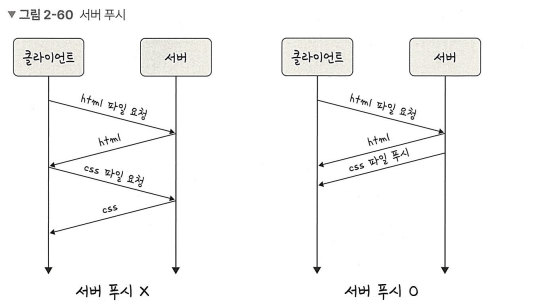 ▼그림 2-60 서버 푸시
클라이언트
서버
html 파일 요청
html
css 파일 요청
css
서버 푸시 X
클라이언트
서버
html 파일 요청
html
css 파일 푸시
서버 푸시 O